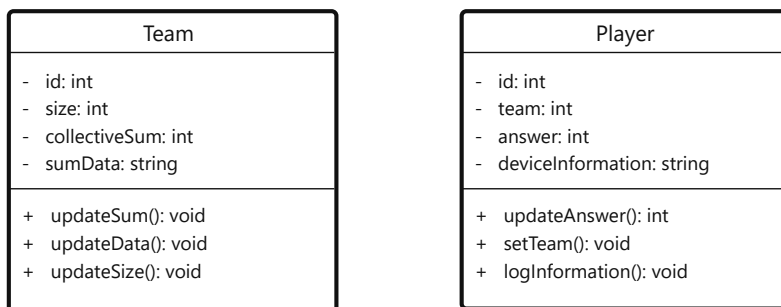 Team
- id: int
- size: int
- collectiveSum: int
- sumData: string
+ updateSum(): void
+ updateData(): void
+ updateSize(): void
Player
- id: int
- team: int
- answer: int
- deviceInformation: string
+ updateAnswer(): int
+ setTeam(): void
+ logInformation(): void